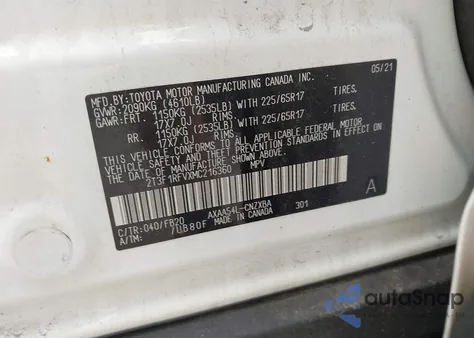 MFD.BY:TOYOTA MOTOR MANUFACTURING CANADA INC. 05/21
GVWR:2090KG (4610LB)
GAWR:FRT. 1150KG (2535LB) WITH 225/65R17 TIRES.
17X7.0J RIMS.
RR. 1150KG (2535LB) WITH 225/65R17 TIRES.
17X7.0J RIMS.
THIS VEHICLE CONFORMS TO ALL APPLICABLE FEDERAL MOTOR
VEHICLE SAFETY STANDARDS IN
EFFECT ON THE DATE OF MANUFACTURE SHOWN ABOVE.
2T3F1RFVXMC216360 MPV
A
AXAA54L-CNZXBA
C/TR:040/FB20 MADE IN CANADA 301
A/TM: /UB80F
autoSnap